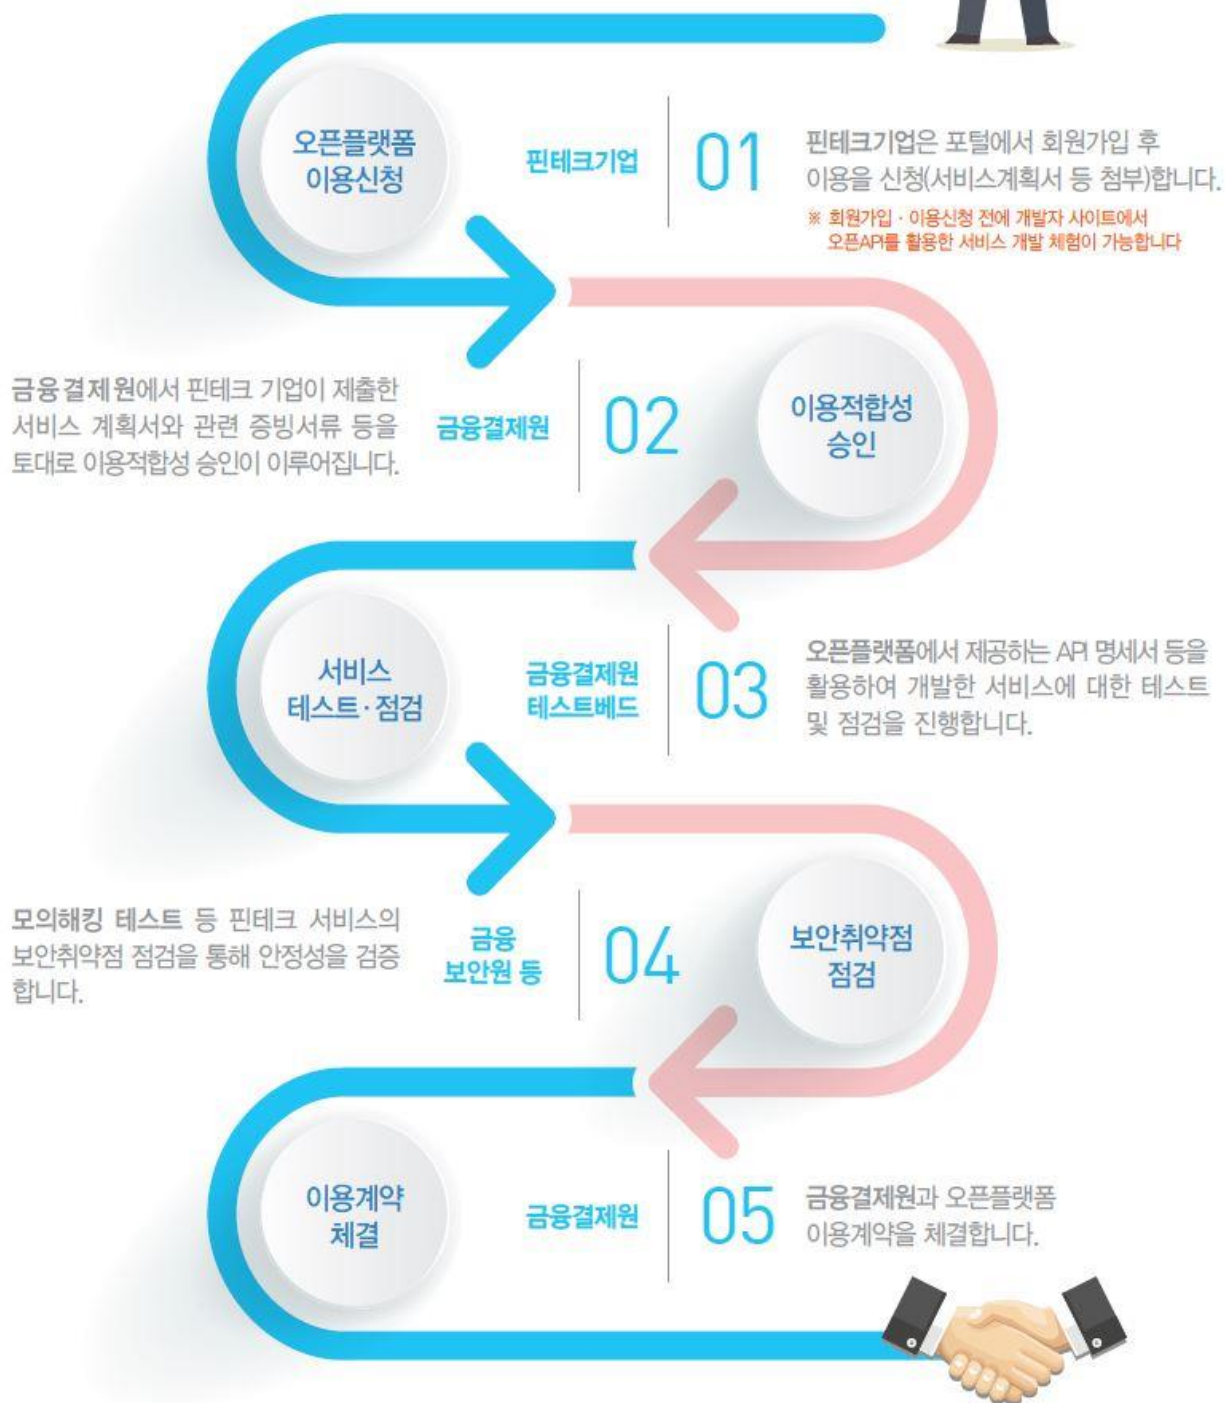 오픈플랫폼
이용신청
핀테크기업
01
핀테크기업은 포털에서 회원가입 후
이용을 신청(서비스계획서 등 첨부)합니다.
※ 회원가입 · 이용신청 전에 개발자 사이트에서
오픈API를 활용한 서비스 개발 체험이 가능합니다
금융결제원에서 핀테크 기업이 제출한
서비스 계획서와 관련 증빙서류 등을
토대로 이용적합성 승인이 이루어집니다.
금융결제원
02
이용적합성
승인
서비스
테스트 · 점검
금융결제원
테스트베드
03
오픈플랫폼에서 제공하는 API 명세서 등을
활용하여 개발한 서비스에 대한 테스트
및 점검을 진행합니다.
모의해킹 테스트 등 핀테크 서비스의
보안취약점 점검을 통해 안정성을 검증
합니다.
금융
보안원 등
04
보안취약점
점검
이용계약
체결
금융결제원
05
금융결제원과 오픈플랫폼
이용계약을 체결합니다.